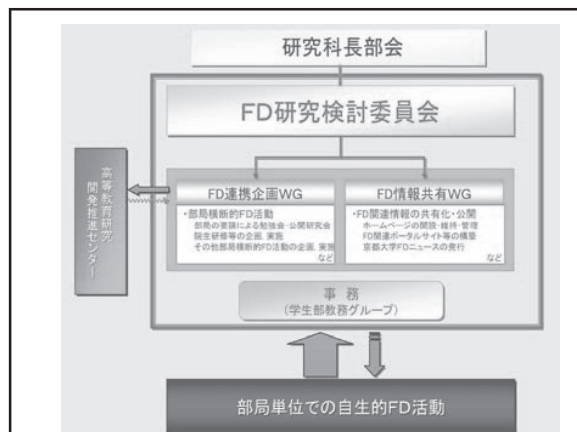 研究科長部会
FD研究検討委員会
高等教育研究
開発推進センター
FD連携企画WG
・部局横断的FD活動
部局の要請による勉強会・公開研究会
院生研修等の企画、実施
その他部局横断的FD活動の企画、実施
など
FD情報共有WG
・FD関連情報の共有化・公開
ホームページの開設・維持・管理
FD関連ポータルサイト等の構築
京都大学FDニュースの発行
など
事務
(学生部教務グループ)
部局単位での自生的FD活動